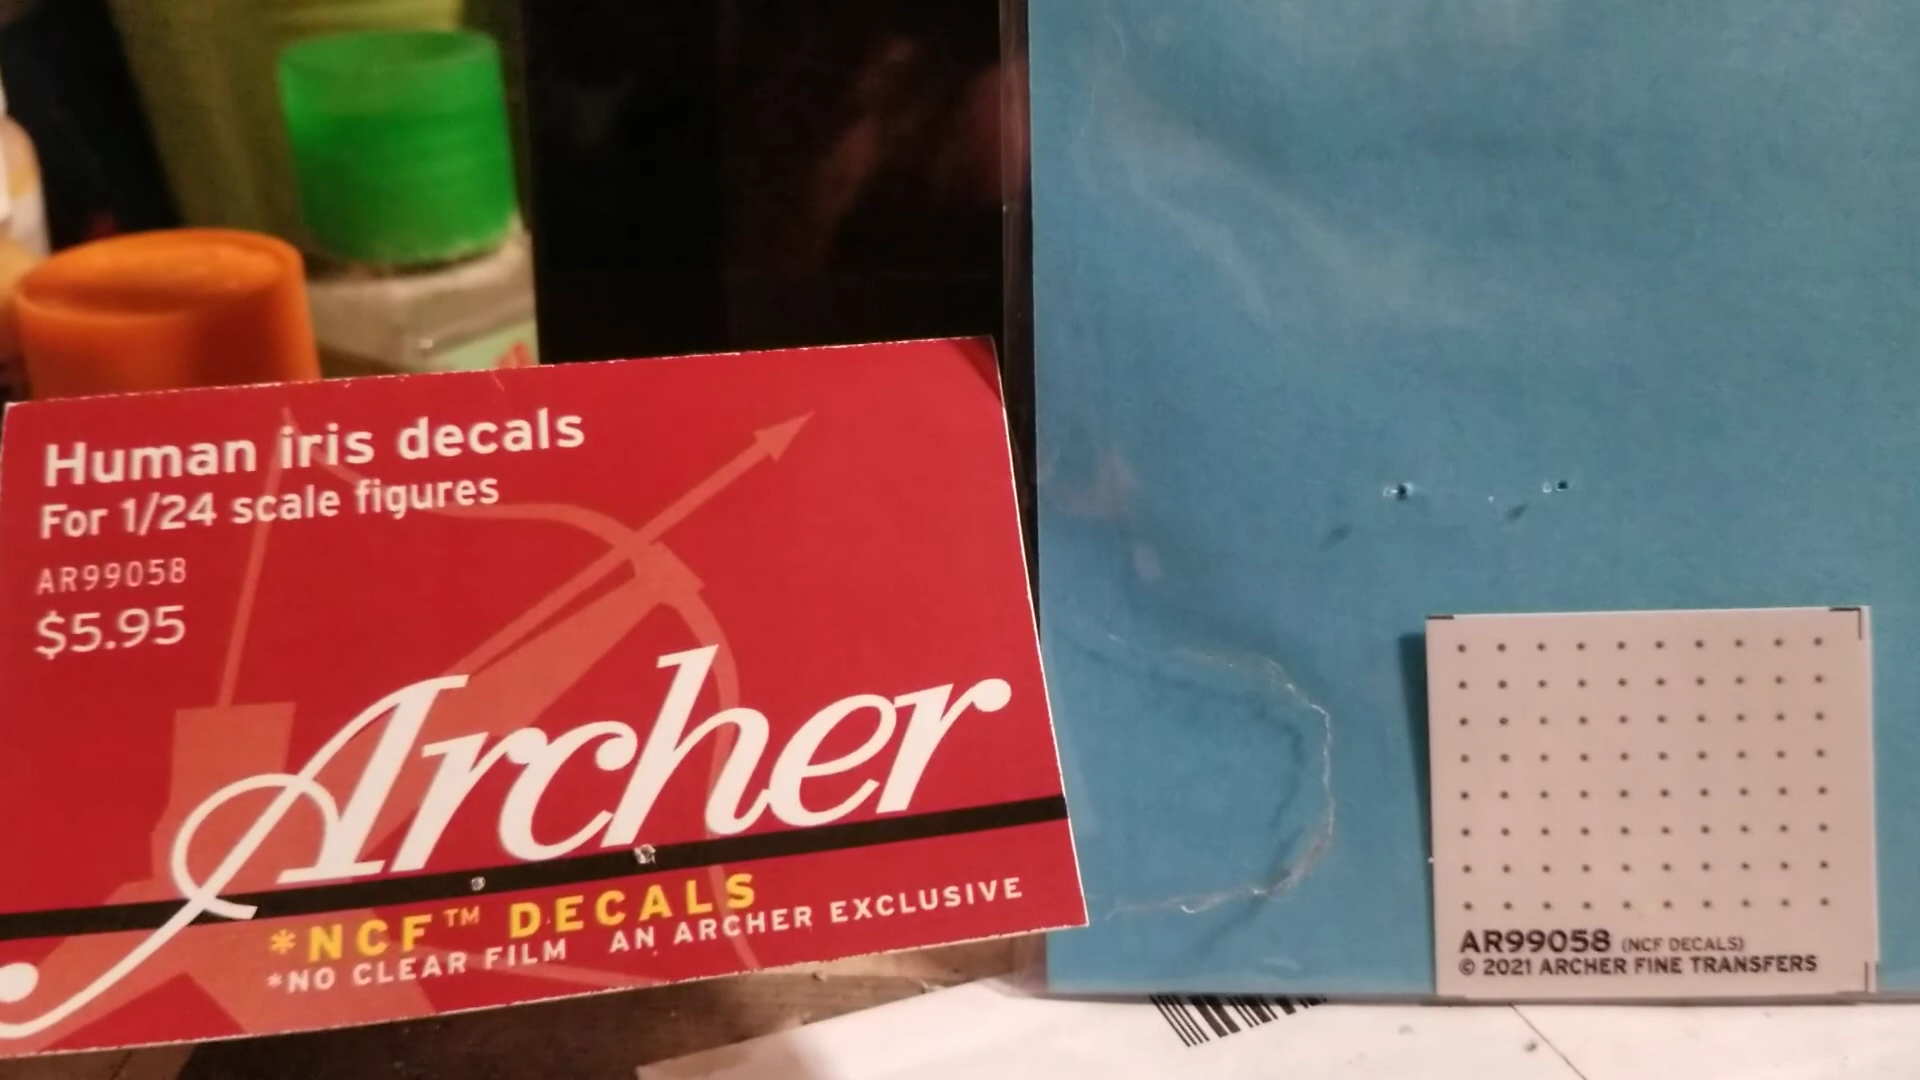 Human iris decals
For 1/24 scale figures
AR99058
$5.95
Archer
*NCF™ DECALS
*NO CLEAR FILM AN ARCHER EXCLUSIVE
AR99058 (NCF DECALS)
© 2021 ARCHER FINE TRANSFERS